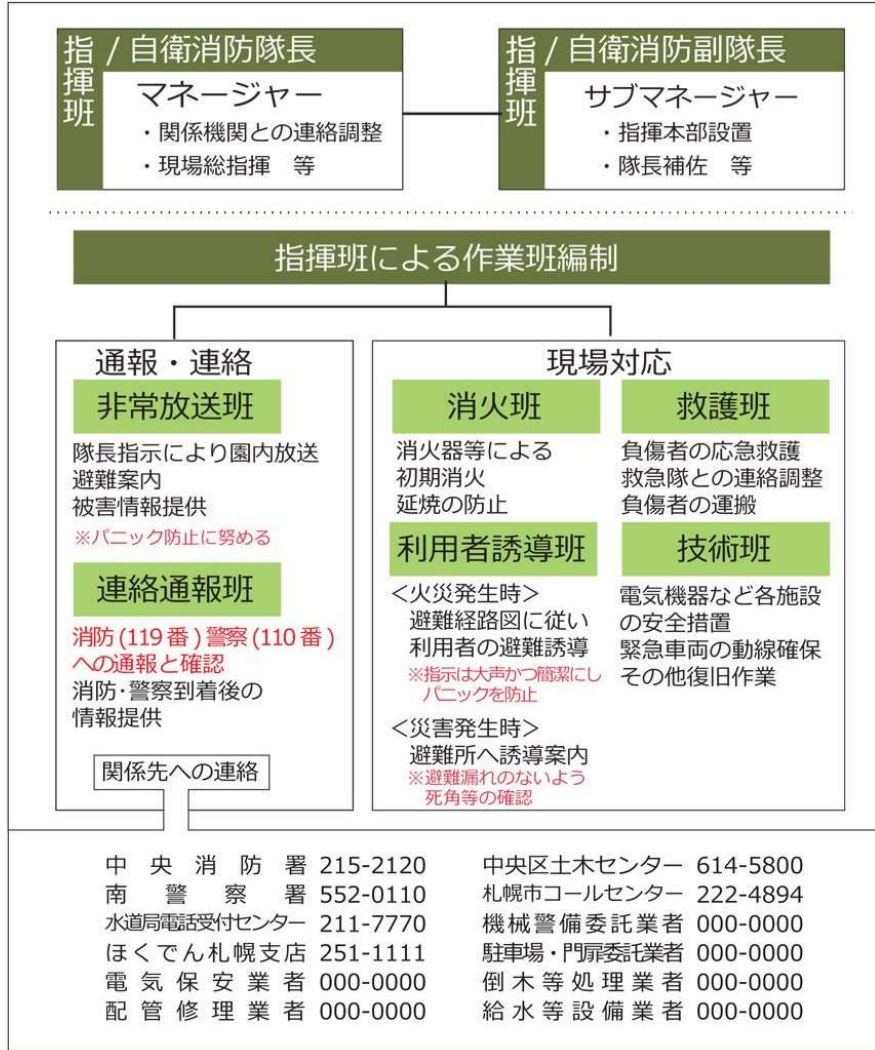 指揮班 / 自衛消防隊長
マネージャー
・関係機関との連絡調整
・現場総指揮　等
指揮班 / 自衛消防副隊長
サブマネージャー
・指揮本部設置
・隊長補佐　等
指揮班による作業班編制
通報・連絡
非常放送班
隊長指示により園内放送
避難案内
被害情報提供
※パニック防止に努める
連絡通報班
消防(119番)警察(110番)
への通報と確認
消防・警察到着後の
情報提供
関係先への連絡
現場対応
消火班
消火器等による
初期消火
延焼の防止
救護班
負傷者の応急救護
救急隊との連絡調整
負傷者の運搬
利用者誘導班
＜火災発生時＞
避難経路図に従い
利用者の避難誘導
※指示は大声かつ簡潔にし
パニックを防止
＜災害発生時＞
避難所へ誘導案内
※避難漏れのないよう
死角等の確認
技術班
電気機器など各施設
の安全措置
緊急車両の動線確保
その他復旧作業
中央消防署 215-2120
南警察署 552-0110
水道局電話受付センター 211-7770
ほくでん札幌支店 251-1111
電気保安業者 000-0000
配管修理業者 000-0000
中央区土木センター 614-5800
札幌市コールセンター 222-4894
機械警備委託業者 000-0000
駐車場・門扉委託業者 000-0000
倒木等処理業者 000-0000
給水等設備業者 000-0000